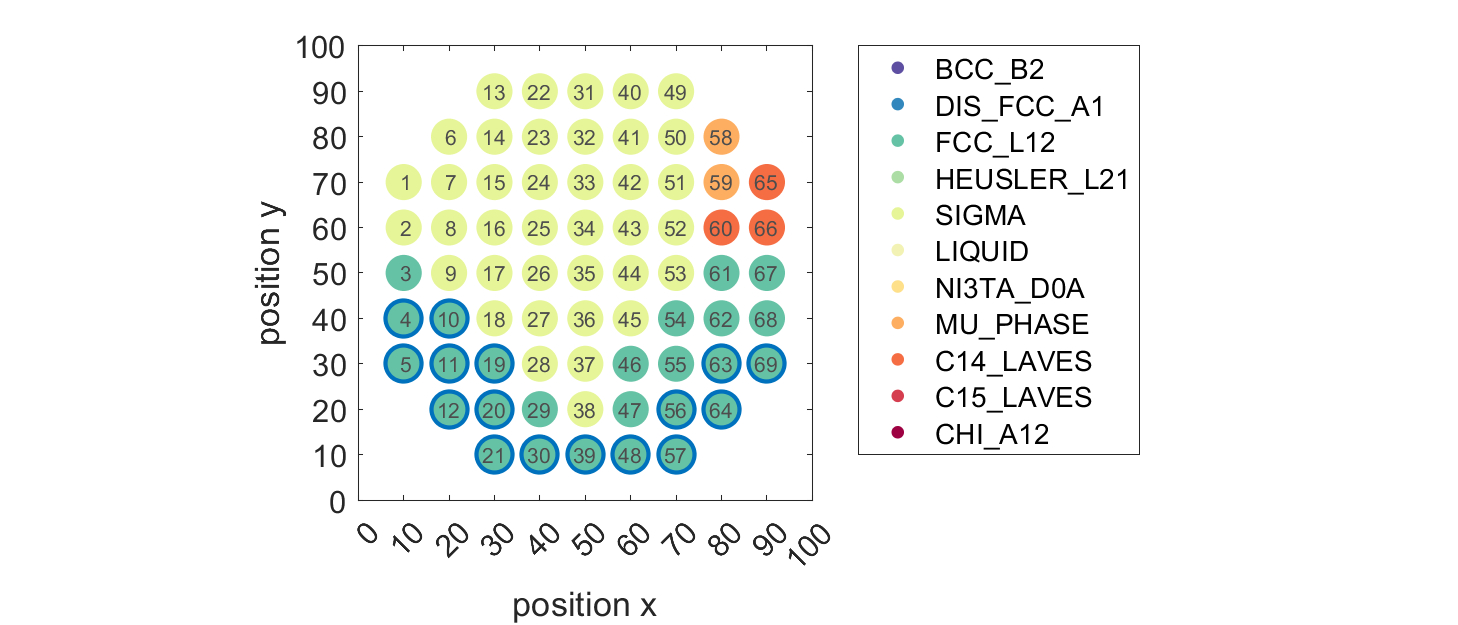 100
90
80
70
60
50
40
30
20
10
0
position y
13 22 31 40 49
6 14 23 32 41 50 58
1 7 15 24 33 42 51 59 65
2 8 16 25 34 43 52 60 66
3 9 17 26 35 44 53 61 67
4 10 18 27 36 45 54 62 68
5 11 19 28 37 46 55 63 69
12 20 29 38 47 56 64
21 30 39 48 57
0 10 20 30 40 50 60 70 80 90 100
position x
BCC_B2
DIS_FCC_A1
FCC_L12
HEUSLER_L21
SIGMA
LIQUID
NI3TA_D0A
MU_PHASE
C14_LAVES
C15_LAVES
CHI_A12